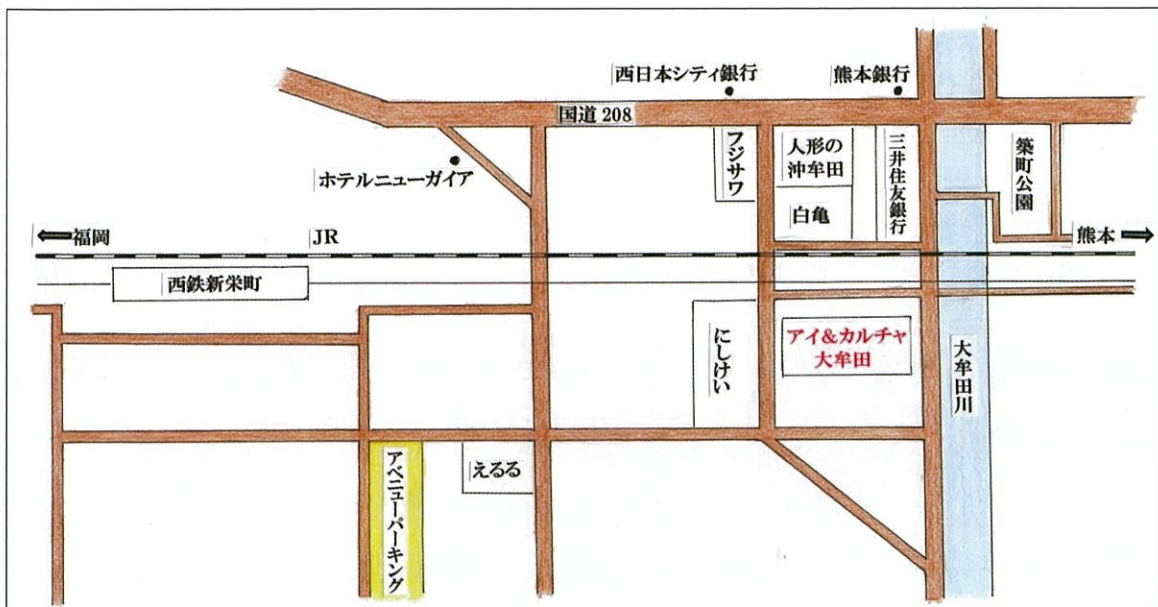 西日本シティ銀行
熊本銀行
国道 208
フジサワ
人形の
沖牟田
白亀
三井住友銀行
築町公園
ホテルニューガイア
福岡
JR
熊本
西鉄新栄町
にしけい
アイ&カルチャ
大牟田
大牟田川
アベニューパーキング
えるる